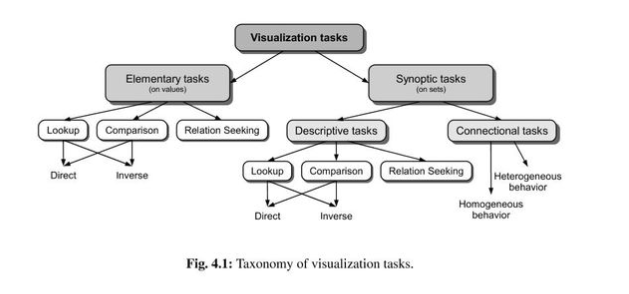 Visualization tasks
Elementary tasks
(on values)
Synoptic tasks
(on sets)
Lookup
Comparison
Relation Seeking
Descriptive tasks
Connectional tasks
Direct
Inverse
Lookup
Comparison
Relation Seeking
Heterogeneous
behavior
Homogeneous
behavior
Direct
Inverse
Fig. 4.1: Taxonomy of visualization tasks.